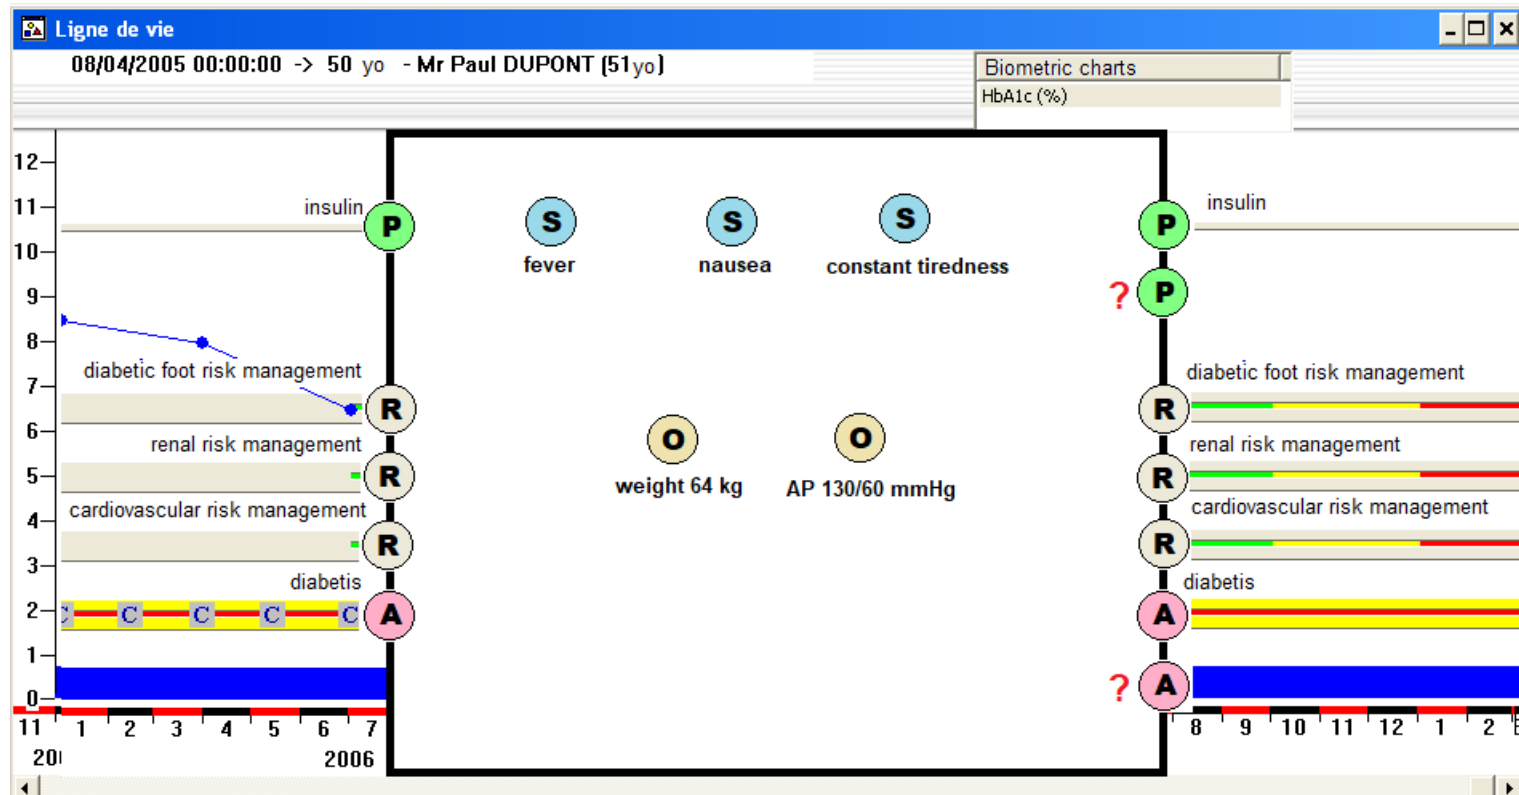 Ligne de vie
08/04/2005 00:00:00 -> 50 yo - Mr Paul DUPONT (51 yo)
Biometric charts
HbA1c (%)
12
11
10
9
8
7
6
5
4
3
2
1
0
insulin
P
diabetic foot risk management
R
renal risk management
R
cardiovascular risk management
R
diabetis
C C C C C
A
S S S
fever nausea constant tiredness
O O
weight 64 kg AP 130/60 mmHg
P insulin
? P
diabetic foot risk management
R
renal risk management
R
cardiovascular risk management
R
diabetis
A
? A
11 1 2 3 4 5 6 7 8 9 10 11 12 1 2
2006